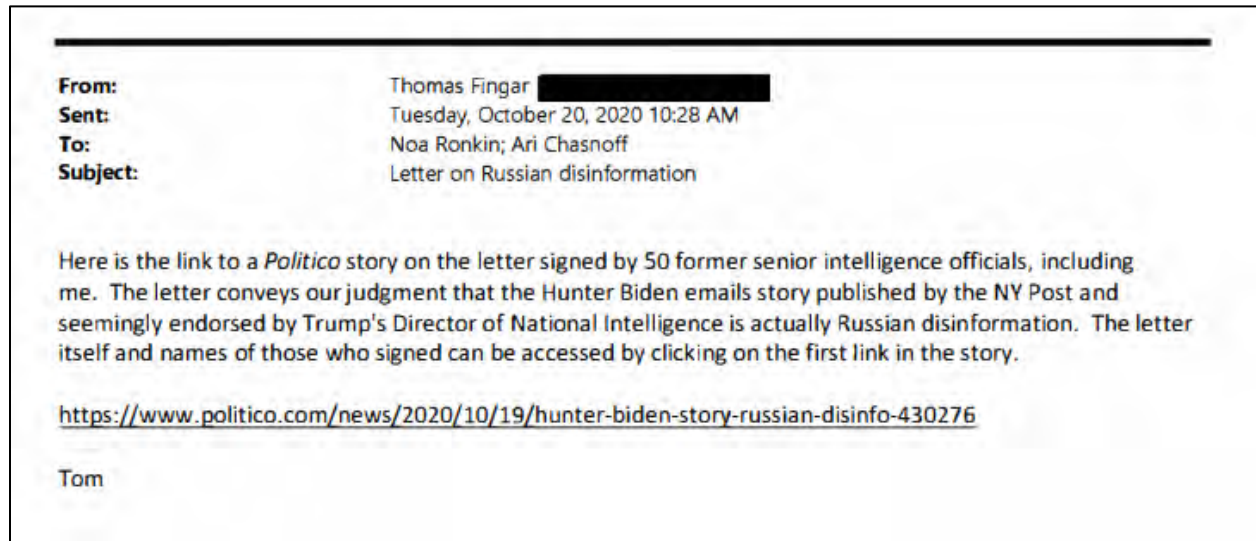 From: Thomas Fingar
Sent: Tuesday, October 20, 2020 10:28 AM
To: Noa Ronkin; Ari Chasnoff
Subject: Letter on Russian disinformation
Here is the link to a Politico story on the letter signed by 50 former senior intelligence officials, including
me. The letter conveys our judgment that the Hunter Biden emails story published by the NY Post and
seemingly endorsed by Trump's Director of National Intelligence is actually Russian disinformation. The letter
itself and names of those who signed can be accessed by clicking on the first link in the story.
https://www.politico.com/news/2020/10/19/hunter-biden-story-russian-disinfo-430276
Tom